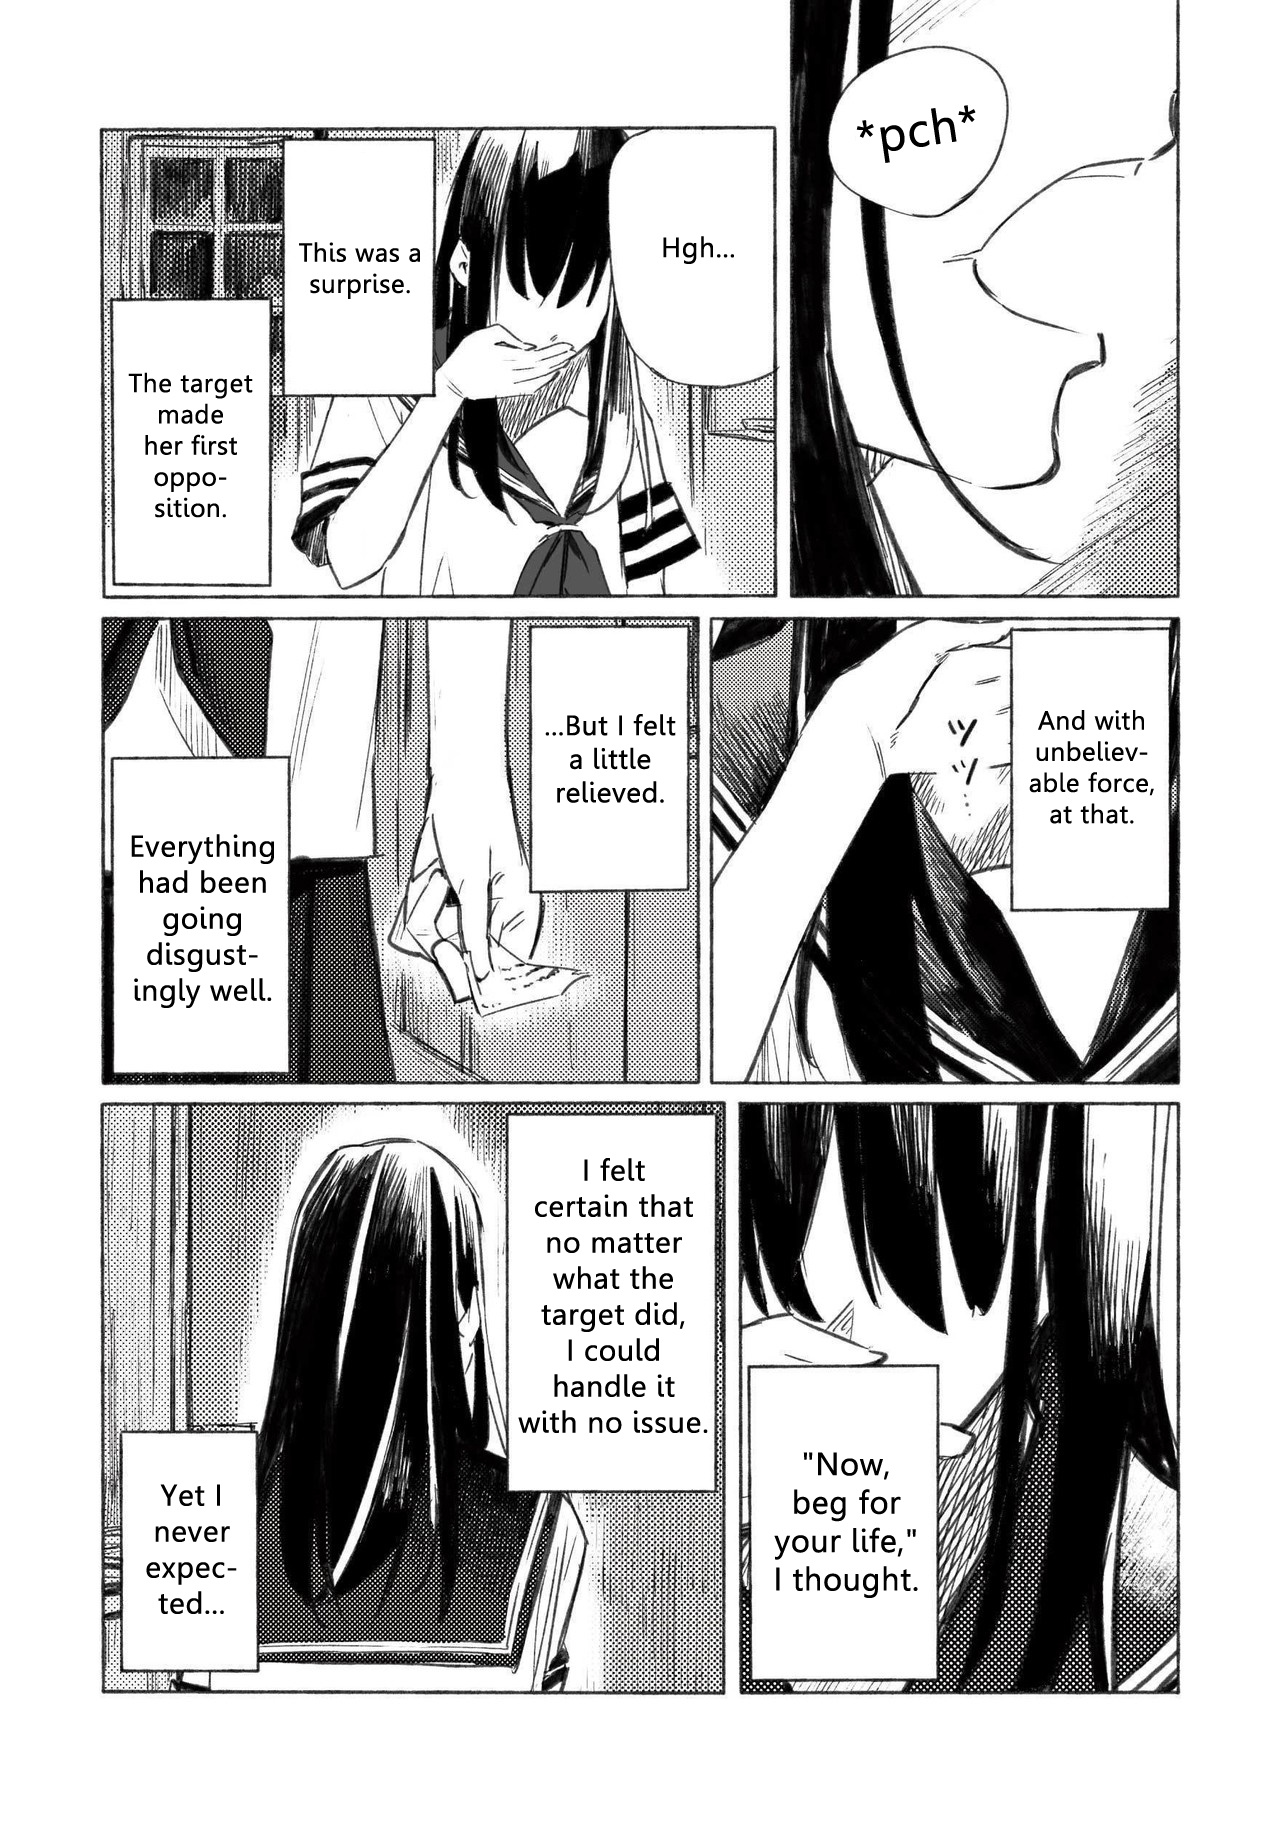 *pch*
Hgh...
This was a
surprise.
The target
made
her first
oppo-
sition.
And with
unbeliev-
able force,
at that.
ツ
ツ
...But I felt
a little
relieved.
Everything
had been
going
disgust-
ingly well.
"Now,
beg for
your life,"
I thought.
I felt
certain that
no matter
what the
target did,
I could
handle it
with no issue.
Yet I
never
expec-
ted...